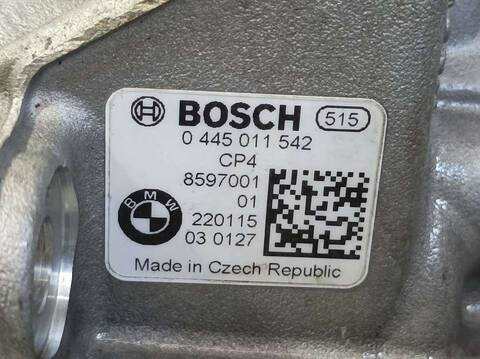 BOSCH 515
0 445 011 542
CP4
8597001
01
BMW 220115
03 0127
Made in Czech Republic